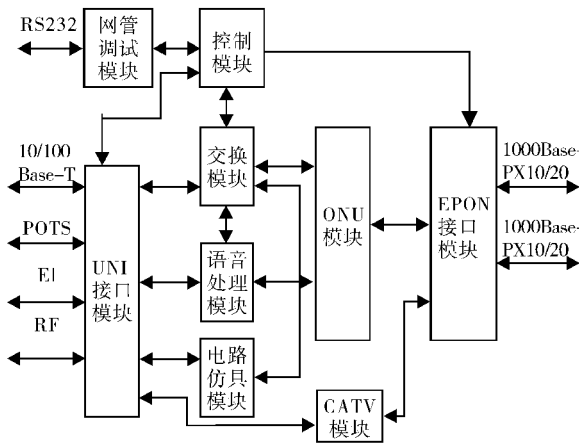 RS232
网管
调试
模块
控制
模块
10/100
Base-T
POTS
El
RF
UNI
接口
模块
交换
模块
语音
处理
模块
电路
仿具
模块
ONU
模块
CATV
模块
EPON
接口
模块
1000Base-
PX10/20
1000Base-
PX10/20